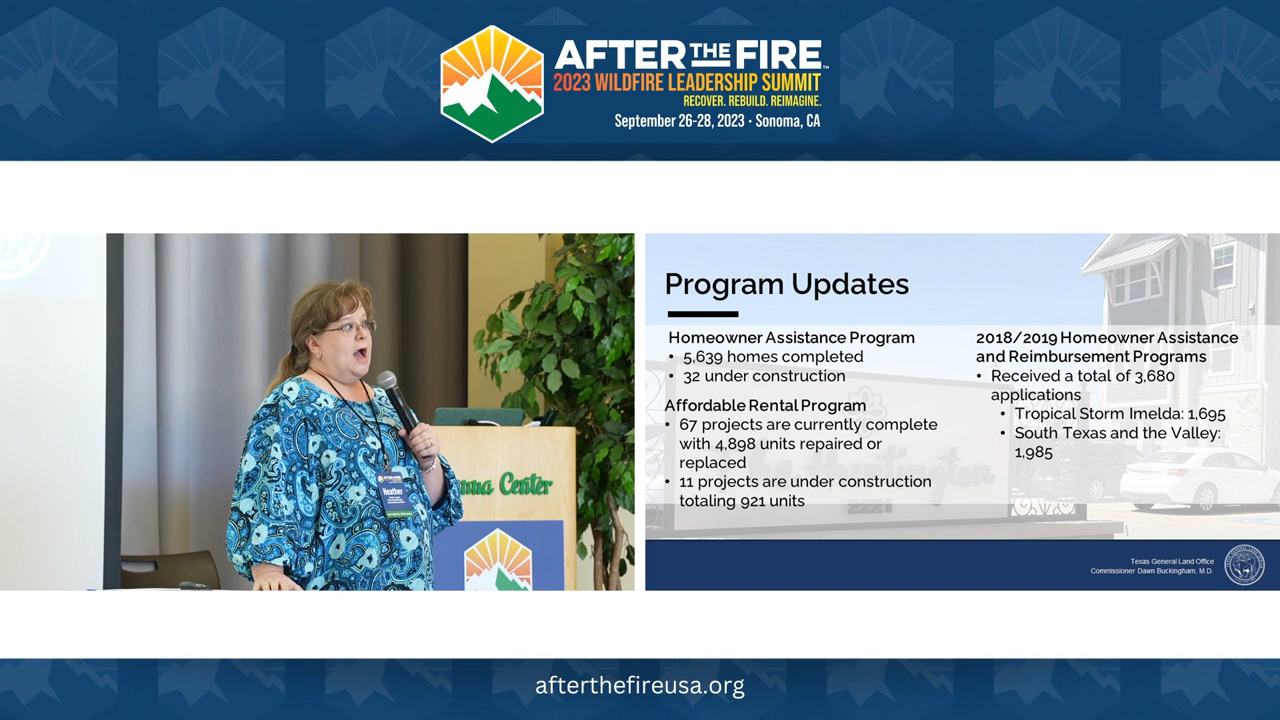 AFTER THE FIRE™
2023 WILDFIRE LEADERSHIP SUMMIT
RECOVER. REBUILD. REIMAGINE.
September 26-28, 2023 • Sonoma, CA
Heather
Center
Program Updates
Homeowner Assistance Program
• 5,639 homes completed
• 32 under construction
Affordable Rental Program
• 67 projects are currently complete
with 4,898 units repaired or
replaced
• 11 projects are under construction
totaling 921 units
2018/2019 Homeowner Assistance
and Reimbursement Programs
• Received a total of 3,680
applications
• Tropical Storm Imelda: 1,695
• South Texas and the Valley:
1,985
Texas General Land Office
Commissioner Dawn Buckingham, M.D.
afterthefireusa.org